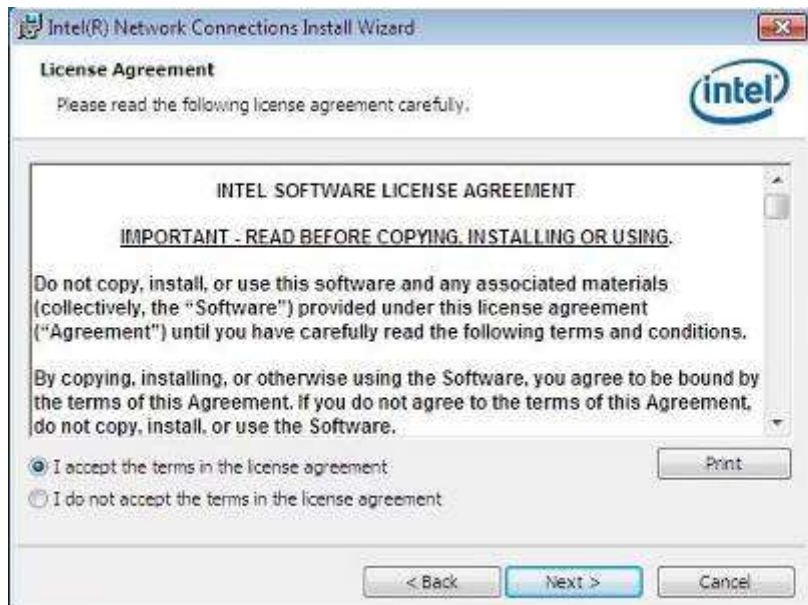 Intel(R) Network Connections Install Wizard
License Agreement
Please read the following license agreement carefully.
intel
INTEL SOFTWARE LICENSE AGREEMENT
IMPORTANT - READ BEFORE COPYING, INSTALLING OR USING.
Do not copy, install, or use this software and any associated materials
(collectively, the “Software”) provided under this license agreement
(“Agreement”) until you have carefully read the following terms and conditions.
By copying, installing, or otherwise using the Software, you agree to be bound by
the terms of this Agreement. If you do not agree to the terms of this Agreement,
do not copy, install, or use the Software.
I accept the terms in the license agreement
Print
I do not accept the terms in the license agreement
< Back
Next >
Cancel